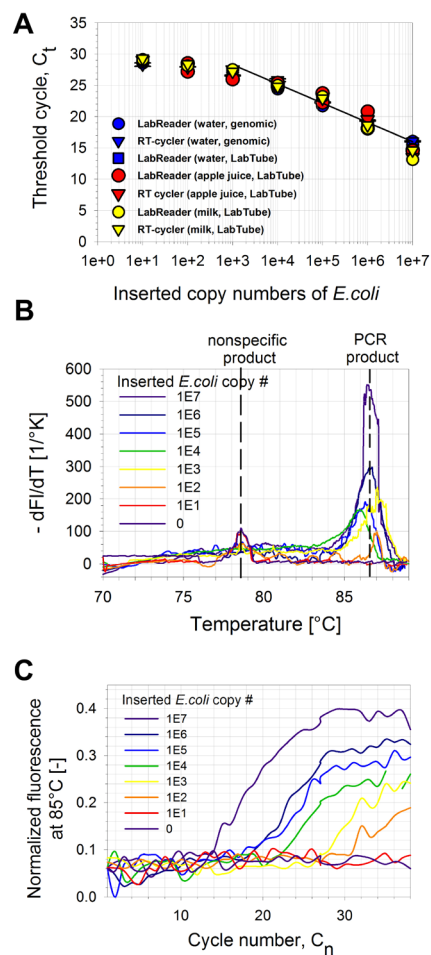 A
Threshold cycle, Ct
35
30
25
20
15
10
5
0
LabReader (water, genomic)
RT-cycler (water, genomic)
LabReader (water, LabTube)
LabReader (apple juice, LabTube)
RT cycler (apple juice, LabTube)
LabReader (milk, LabTube)
RT-cycler (milk, LabTube)
1e+0 1e+1 1e+2 1e+3 1e+4 1e+5 1e+6 1e+7
Inserted copy numbers of E.coli
B
nonspecific product
PCR product
Inserted E.coli copy #
1E7
1E6
1E5
1E4
1E3
1E2
1E1
0
- dFl/dT [1/°K]
600
500
400
300
200
100
0
70 75 80 85
Temperature [°C]
C
Inserted E.coli copy #
1E7
1E6
1E5
1E4
1E3
1E2
1E1
0
Normalized fluorescence
at 85°C [-]
0.4
0.3
0.2
0.1
0.0
10 20 30
Cycle number, Cn